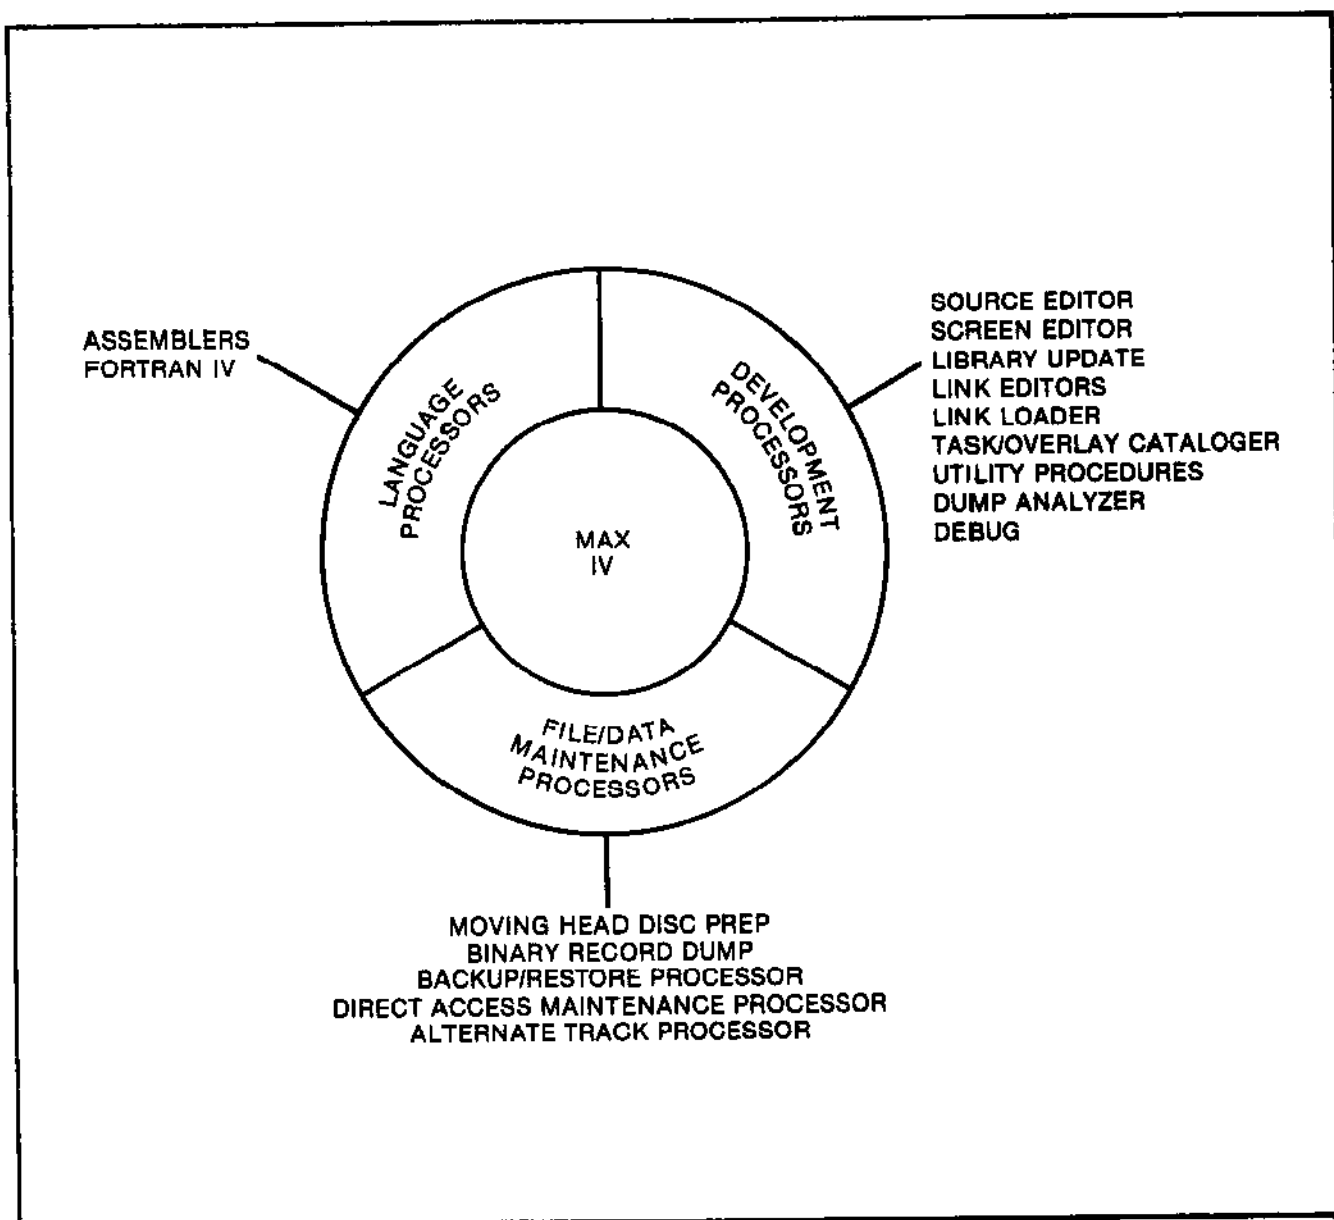 ASSEMBLERS
FORTRAN IV
LANGUAGE
PROCESSORS
DEVELOPMENT
PROCESSORS
SOURCE EDITOR
SCREEN EDITOR
LIBRARY UPDATE
LINK EDITORS
LINK LOADER
TASK/OVERLAY CATALOGER
UTILITY PROCEDURES
DUMP ANALYZER
DEBUG
MAX
IV
FILE/DATA
MAINTENANCE
PROCESSORS
MOVING HEAD DISC PREP
BINARY RECORD DUMP
BACKUP/RESTORE PROCESSOR
DIRECT ACCESS MAINTENANCE PROCESSOR
ALTERNATE TRACK PROCESSOR